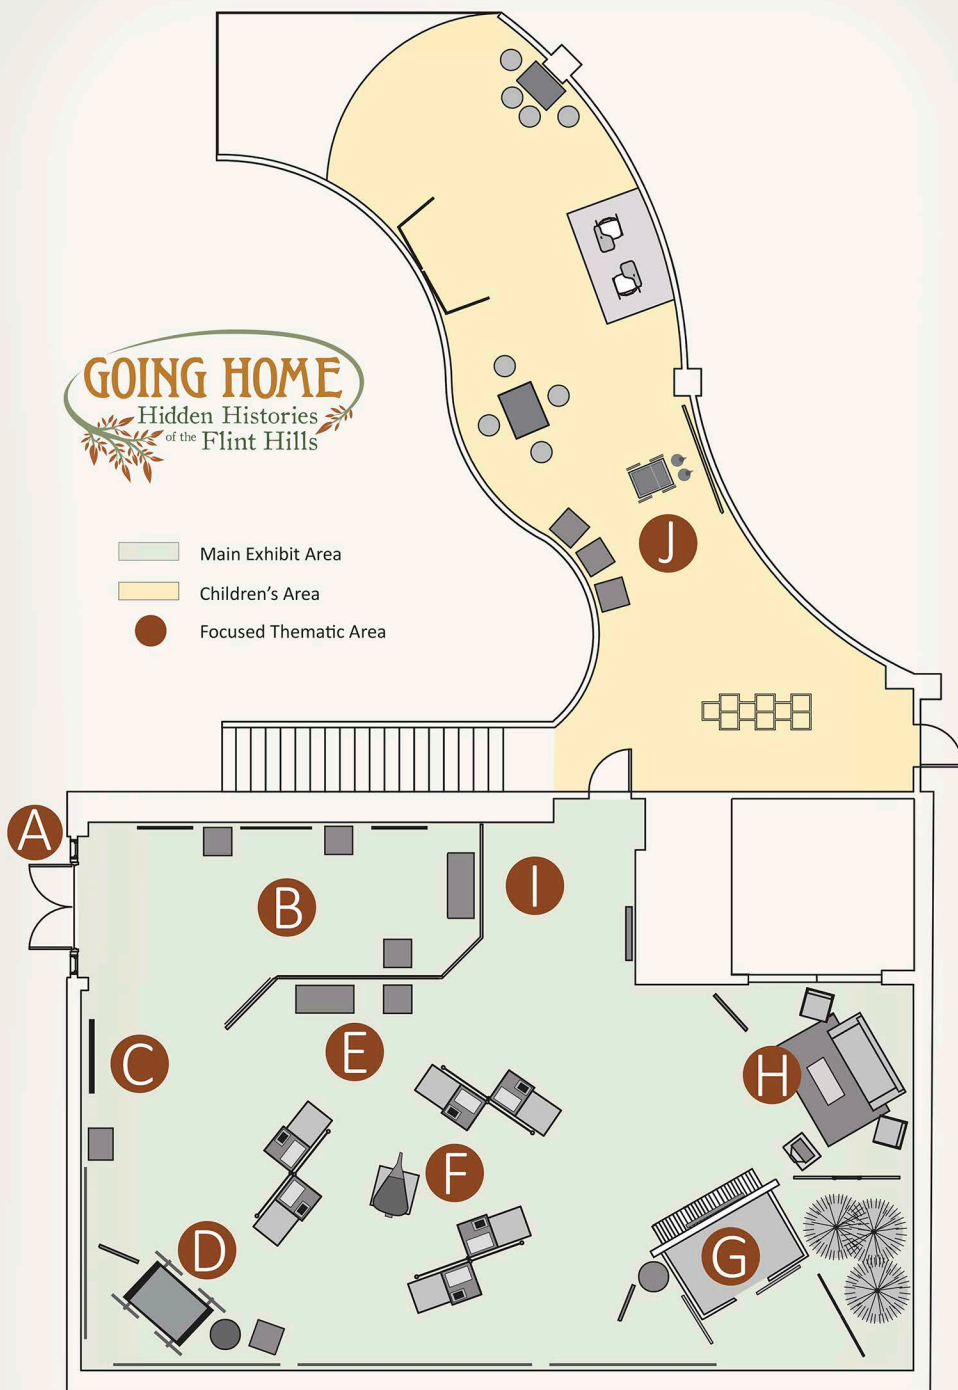 GOING HOME
Hidden Histories
of the Flint Hills
Main Exhibit Area
Children's Area
Focused Thematic Area
J
A
B
I
C
E
H
F
D
G